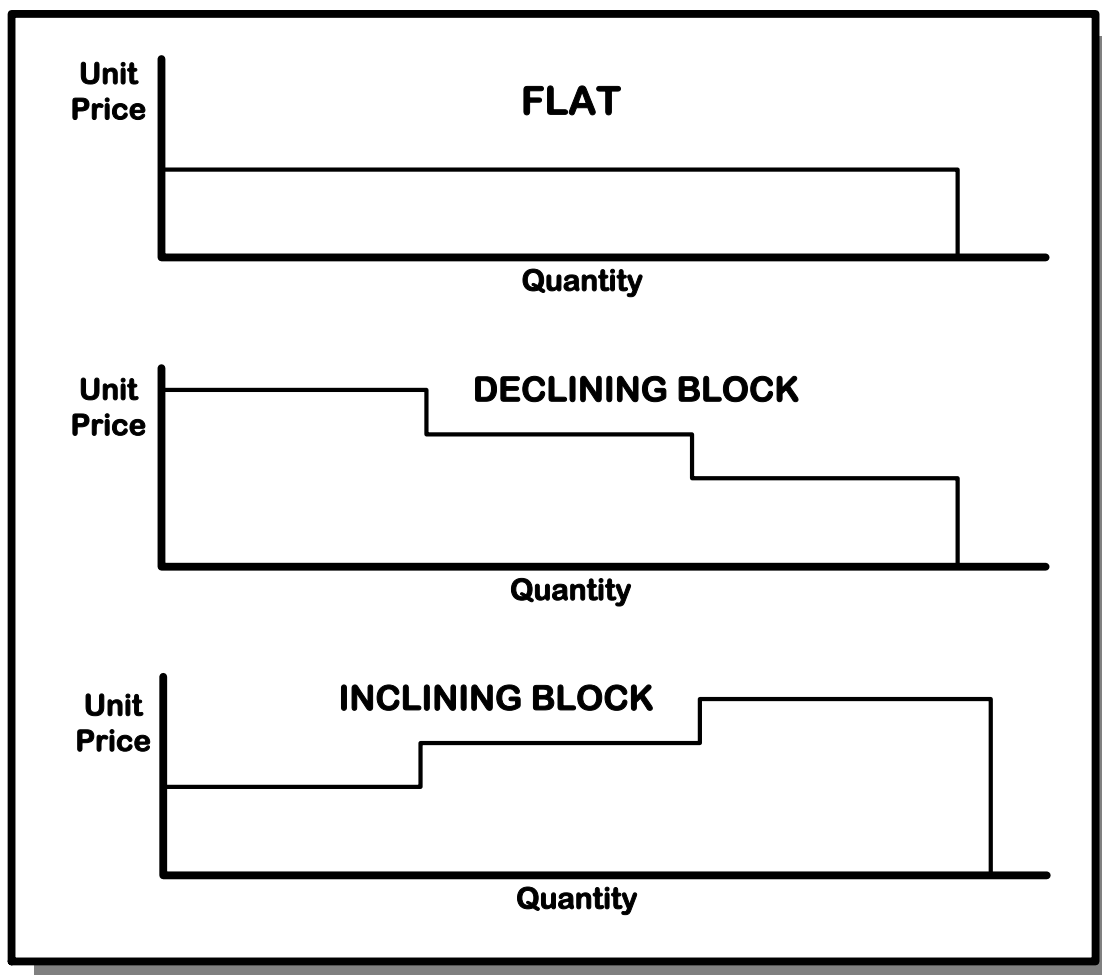 Unit
Price
FLAT
Quantity
Unit
Price
DECLINING BLOCK
Quantity
Unit
Price
INCLINING BLOCK
Quantity